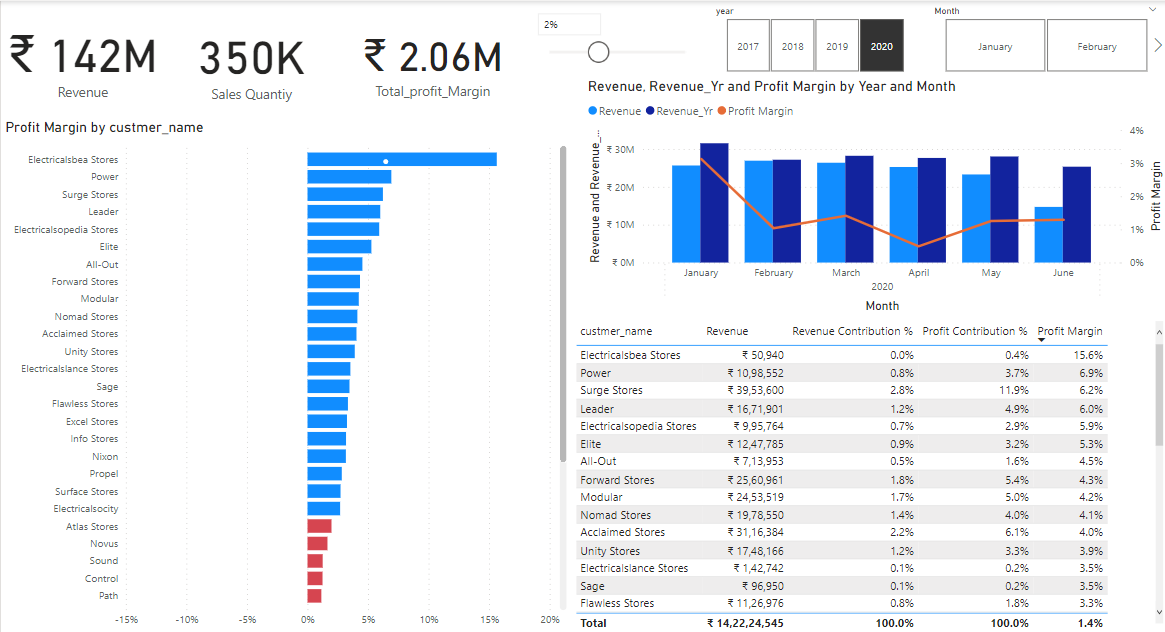 ₹ 142M
Revenue
350K
Sales Quantiy
₹ 2.06M
Total_profit_Margin
2%
year
2017 2018 2019 2020
Month
January February
Profit Margin by custmer_name
Electricalsbea Stores
Power
Surge Stores
Leader
Electricalsopedia Stores
Elite
All-Out
Forward Stores
Modular
Nomad Stores
Acclaimed Stores
Unity Stores
Electricalslance Stores
Sage
Flawless Stores
Excel Stores
Info Stores
Nixon
Propel
Surface Stores
Electricalsocity
Atlas Stores
Novus
Sound
Control
Path
-15% -10% -5% 0% 5% 10% 15% 20%
Revenue, Revenue_Yr and Profit Margin by Year and Month
Revenue Revenue_Yr Profit Margin
Revenue and Revenue_
₹ 30M
₹ 20M
₹ 10M
₹ 0M
4%
3%
2%
1%
0%
Profit Margin
January February March April May June
2020
Month
custmer_name Revenue Revenue Contribution % Profit Contribution % Profit Margin
Electricalsbea Stores ₹ 50,940 0.0% 0.4% 15.6%
Power ₹ 10,98,552 0.8% 3.7% 6.9%
Surge Stores ₹ 39,53,600 2.8% 11.9% 6.2%
Leader ₹ 16,71,901 1.2% 4.9% 6.0%
Electricalsopedia Stores ₹ 9,95,764 0.7% 2.9% 5.9%
Elite ₹ 12,47,785 0.9% 3.2% 5.3%
All-Out ₹ 7,13,953 0.5% 1.6% 4.5%
Forward Stores ₹ 25,60,961 1.8% 5.4% 4.3%
Modular ₹ 24,53,519 1.7% 5.0% 4.2%
Nomad Stores ₹ 19,78,550 1.4% 4.0% 4.1%
Acclaimed Stores ₹ 31,16,384 2.2% 6.1% 4.0%
Unity Stores ₹ 17,48,166 1.2% 3.3% 3.9%
Electricalslance Stores ₹ 1,42,742 0.1% 0.2% 3.5%
Sage ₹ 96,950 0.1% 0.2% 3.5%
Flawless Stores ₹ 11,26,976 0.8% 1.8% 3.3%
Total ₹ 14,22,24,545 100.0% 100.0% 1.4%